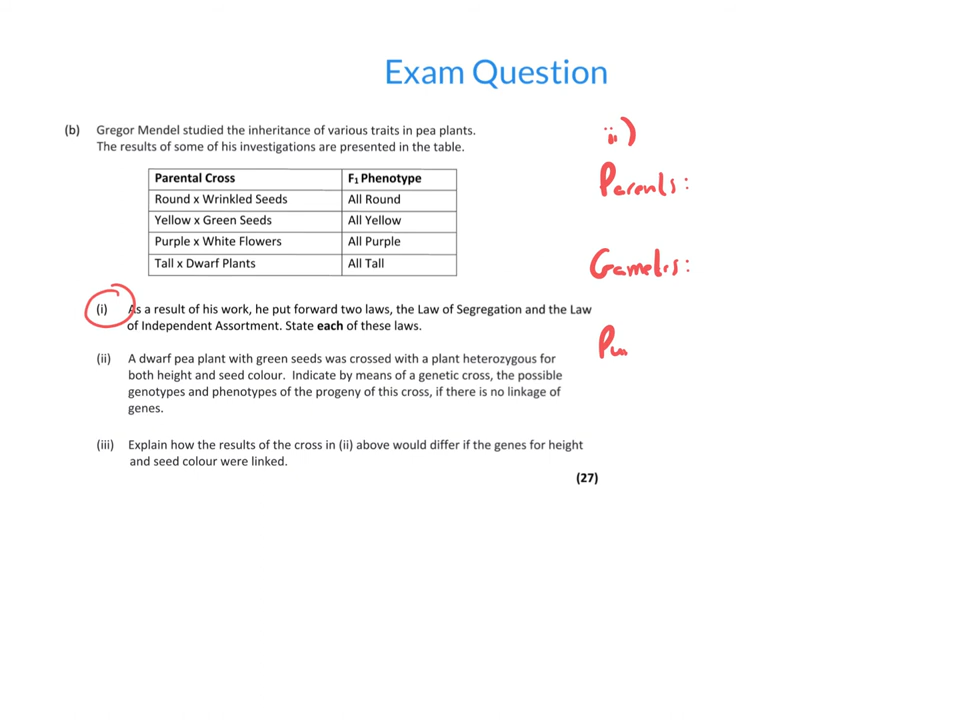 Exam Question
(b) Gregor Mendel studied the inheritance of various traits in pea plants.
The results of some of his investigations are presented in the table.
Parental Cross F₁ Phenotype
Round x Wrinkled Seeds All Round
Yellow x Green Seeds All Yellow
Purple x White Flowers All Purple
Tall x Dwarf Plants All Tall
(i) As a result of his work, he put forward two laws, the Law of Segregation and the Law
of Independent Assortment. State each of these laws.
(ii) A dwarf pea plant with green seeds was crossed with a plant heterozygous for
both height and seed colour. Indicate by means of a genetic cross, the possible
genotypes and phenotypes of the progeny of this cross, if there is no linkage of
genes.
(iii) Explain how the results of the cross in (ii) above would differ if the genes for height
and seed colour were linked.
(27)
ii)
Parents:
Gametes: